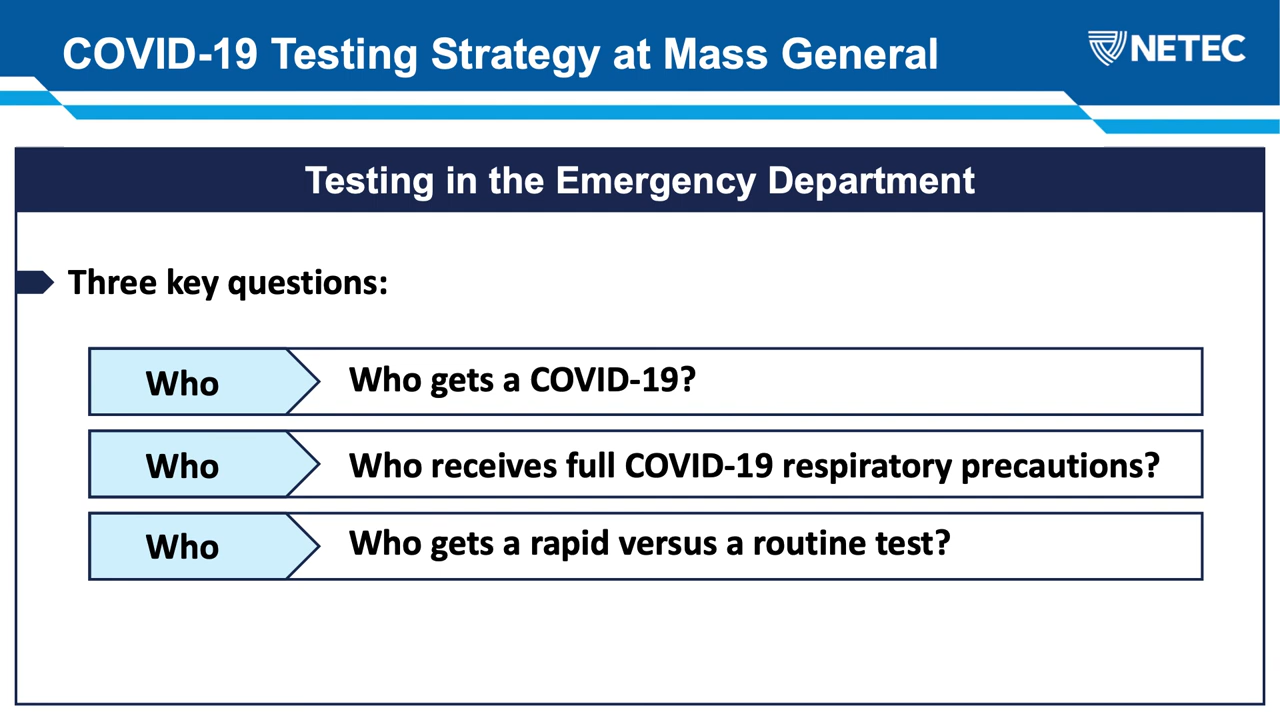 COVID-19 Testing Strategy at Mass General
NETEC
Testing in the Emergency Department
Three key questions:
Who
Who gets a COVID-19?
Who
Who receives full COVID-19 respiratory precautions?
Who
Who gets a rapid versus a routine test?